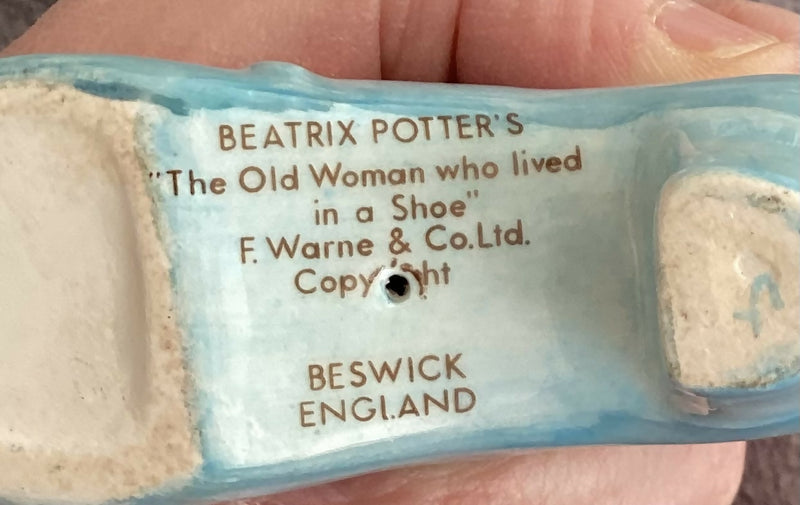 BEATRIX POTTER'S
"The Old Woman who lived
in a Shoe"
F. Warne & Co.Ltd.
Copyright
BESWICK
ENGLAND